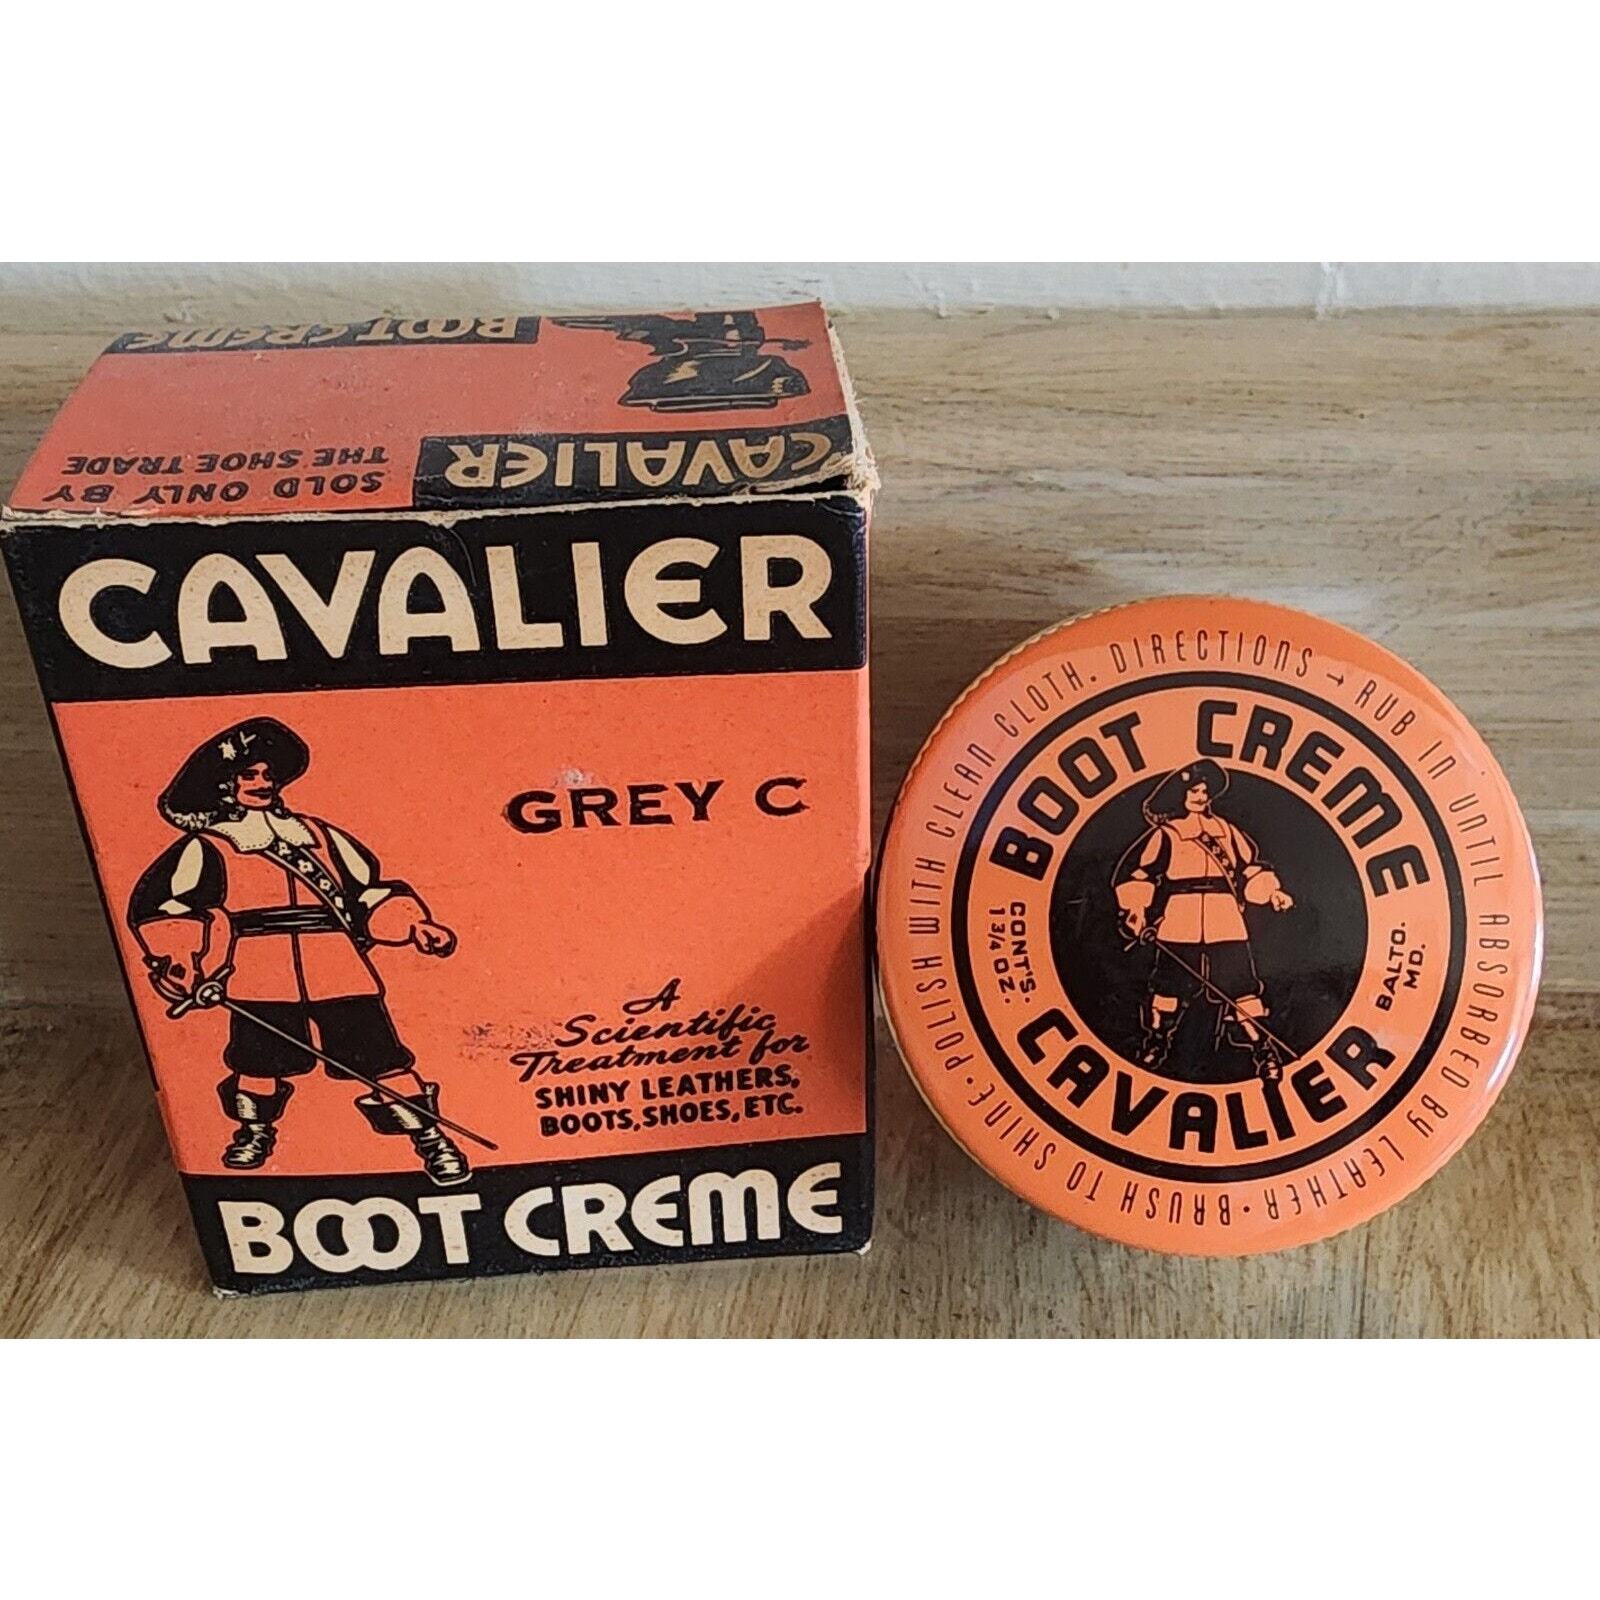 BOOT CREME
CAVALIER
SOLD ONLY BY
THE SHOE TRADE
CAVALIER
GREY C
A
Scientific
Treatment for
SHINY LEATHERS,
BOOTS, SHOES, ETC.
BOOT CREME
DIRECTIONS → RUB IN UNTIL ABSORBED BY LEATHER · BRUSH TO SHINE · POLISH WITH CLEAN CLOTH.
BOOT CREME
CONT'S.
1 3/4 OZ.
BALTO.
MD.
CAVALIER